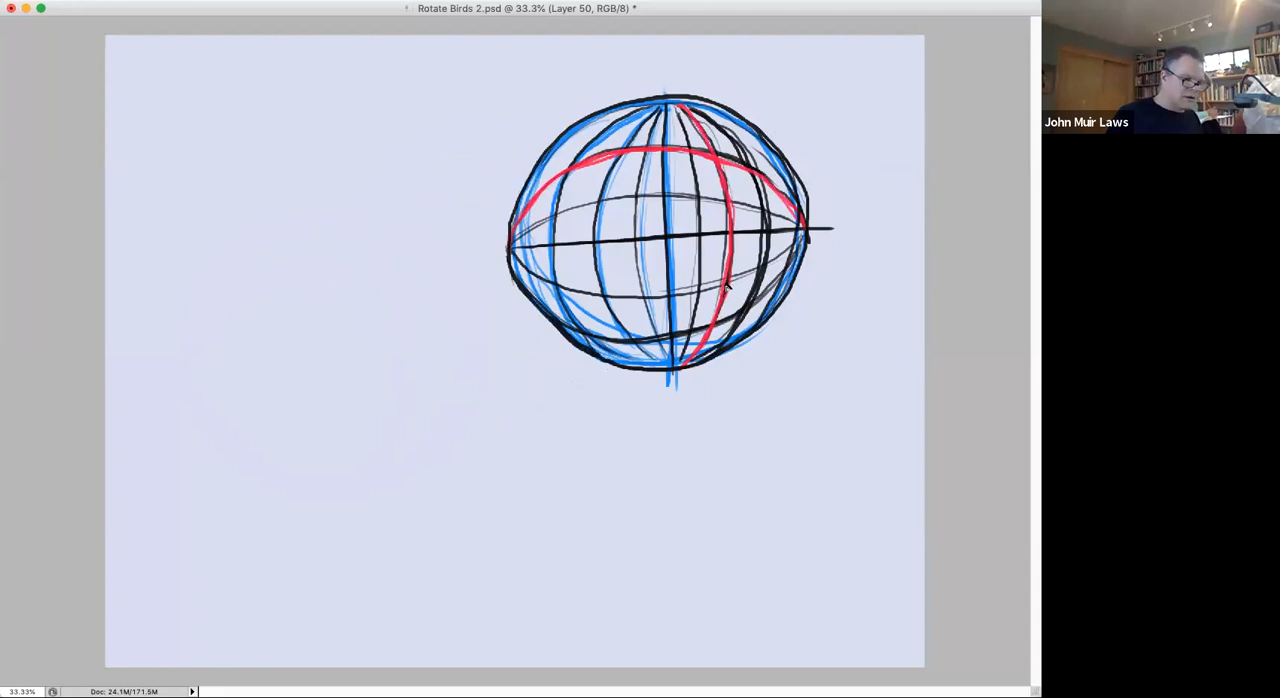 Rotate Birds 2.psd @ 33.3% (Layer 50, RGB/8) *
John Muir Laws
33.33%
Doc: 24.1M/171.5M